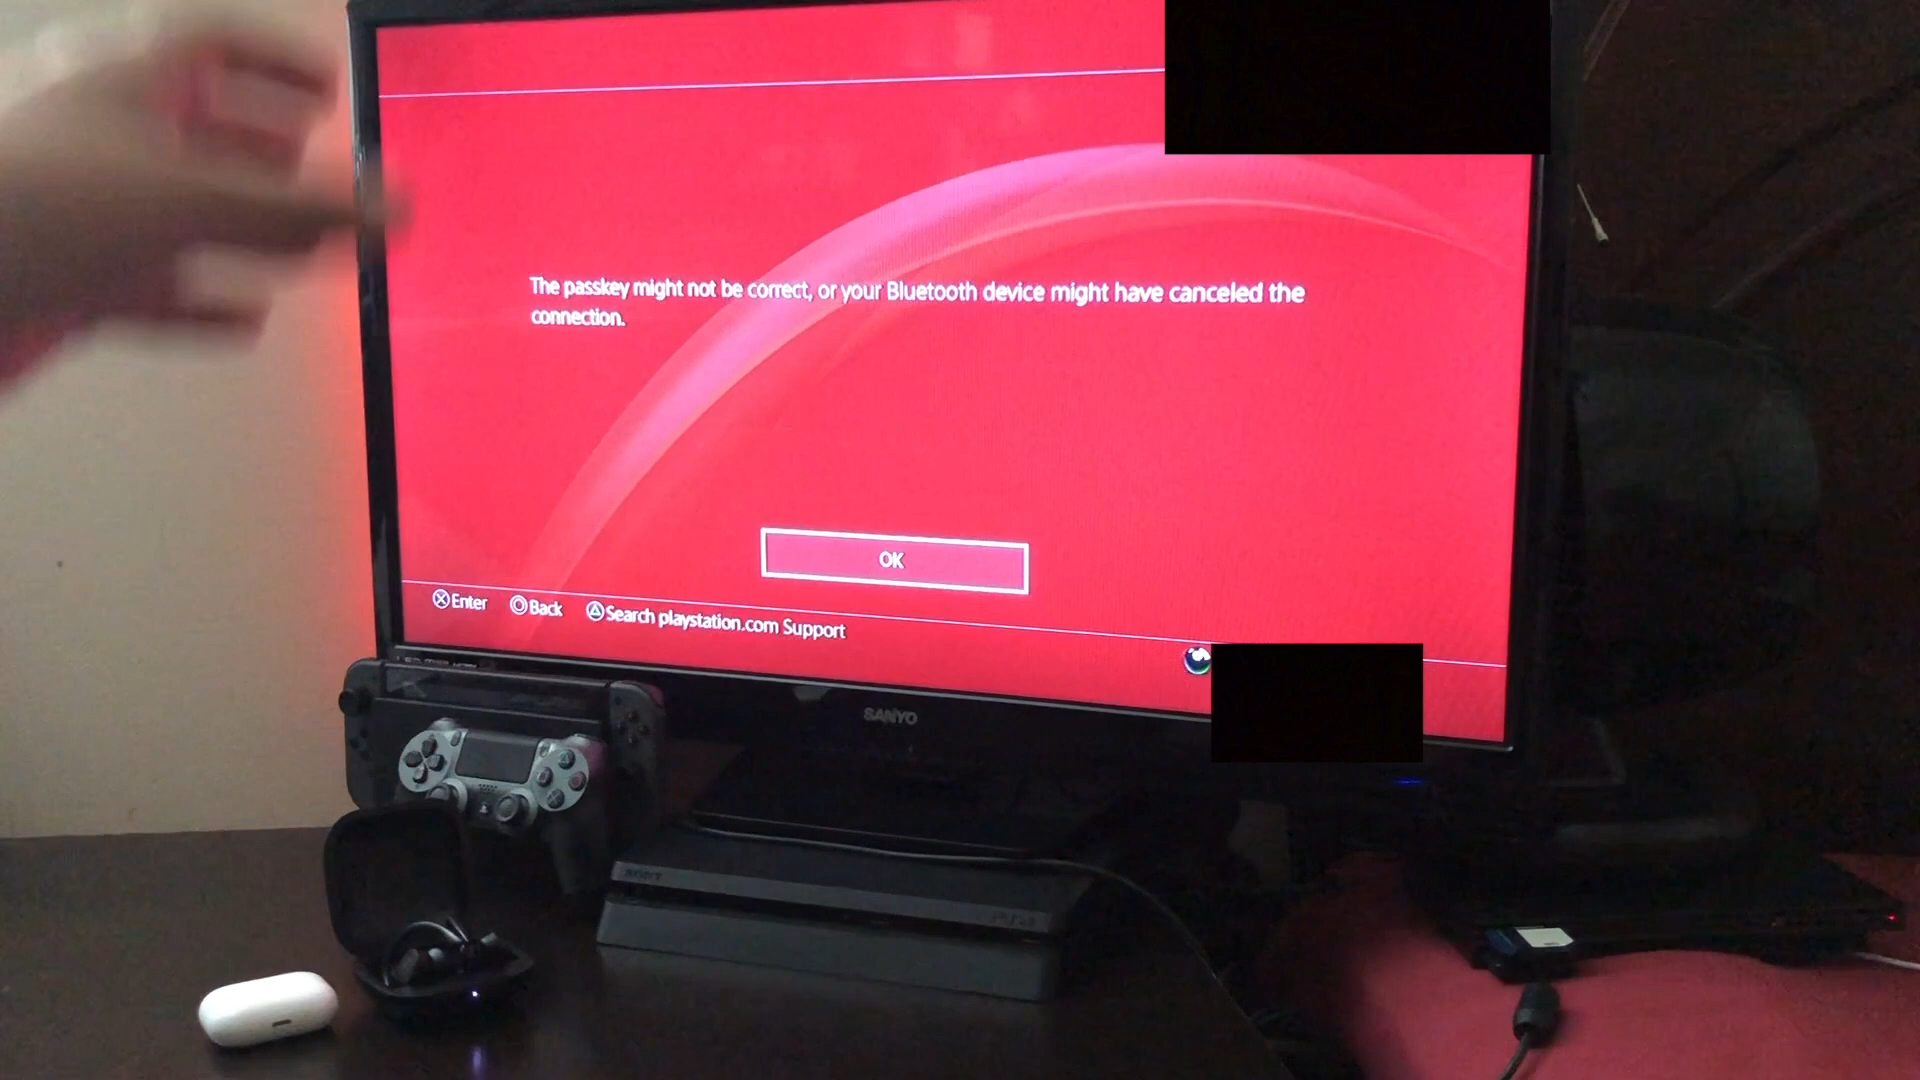 The passkey might not be correct, or your Bluetooth device might have canceled the
connection.
OK
Enter Back Search playstation.com Support
SANYO
SONY